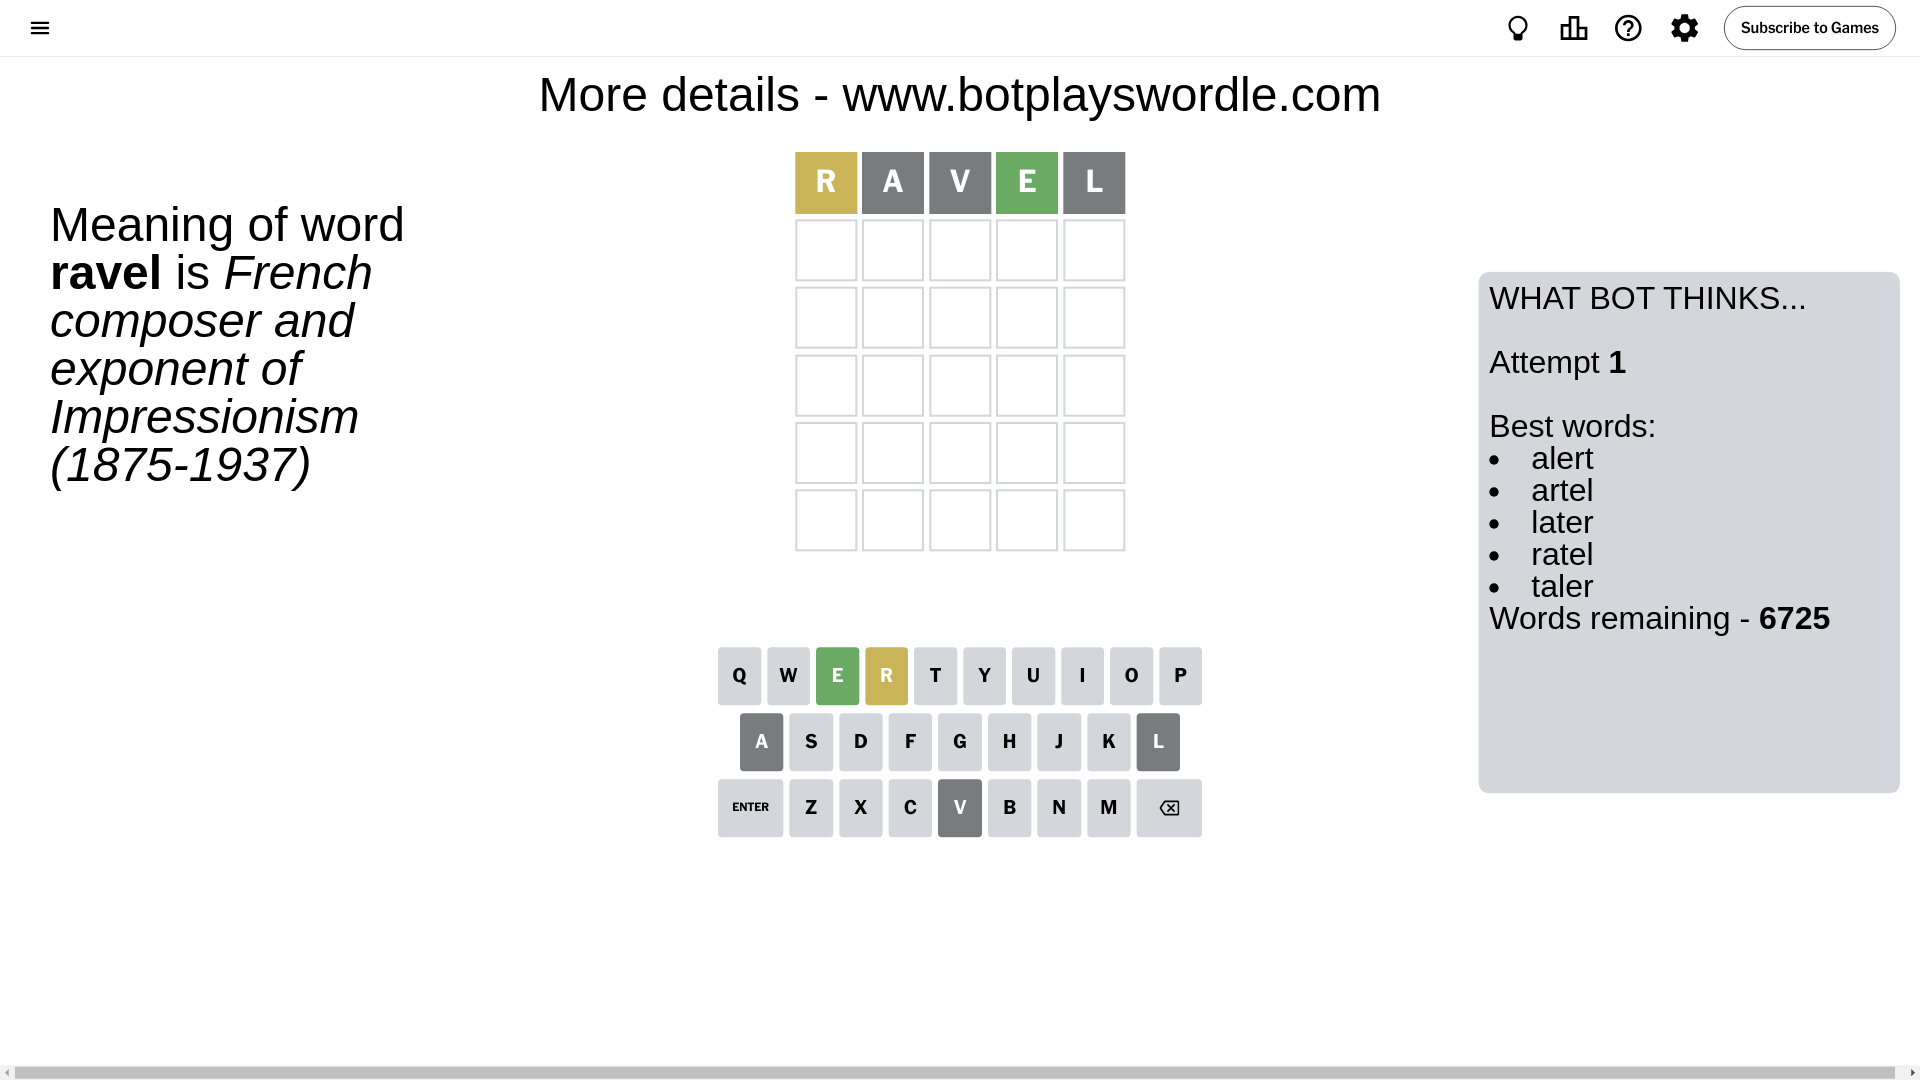 Subscribe to Games
More details - www.botplayswordle.com
Meaning of word
ravel is French
composer and
exponent of
Impressionism
(1875-1937)
R A V E L
WHAT BOT THINKS...
Attempt 1
Best words:
• alert
• artel
• later
• ratel
• taler
Words remaining - 6725
Q W E R T Y U I O P
A S D F G H J K L
ENTER Z X C V B N M